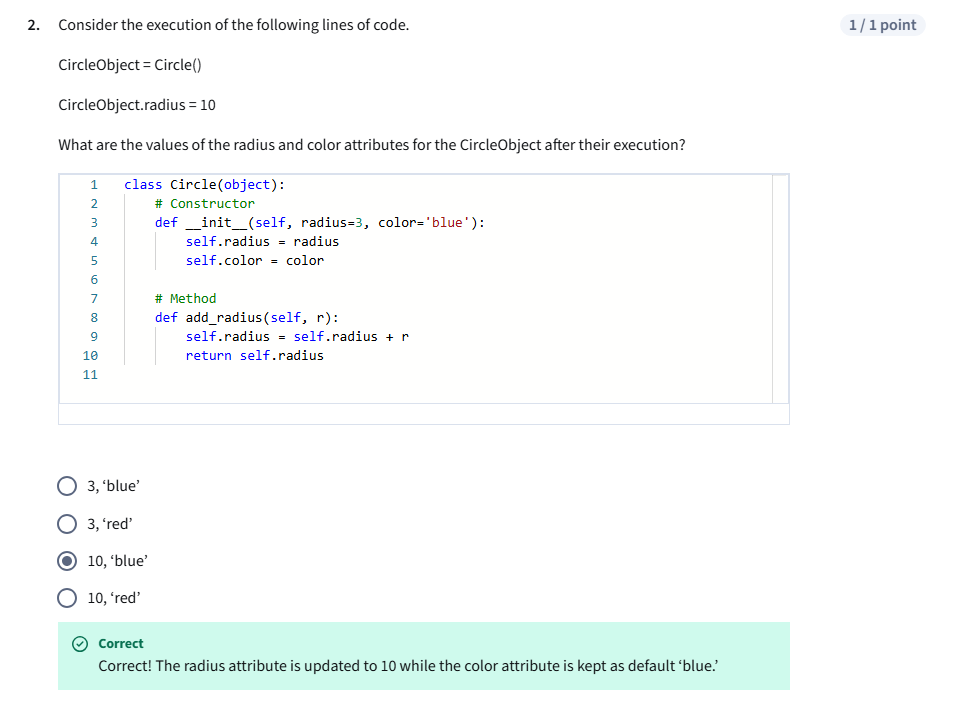 2. Consider the execution of the following lines of code.
1 / 1 point
CircleObject = Circle()
CircleObject.radius = 10
What are the values of the radius and color attributes for the CircleObject after their execution?
1 class Circle(object):
2     # Constructor
3     def __init__(self, radius=3, color='blue'):
4         self.radius = radius
5         self.color = color
6
7     # Method
8     def add_radius(self, r):
9         self.radius = self.radius + r
10         return self.radius
11
3, ‘blue’
3, ‘red’
10, ‘blue’
10, ‘red’
Correct
Correct! The radius attribute is updated to 10 while the color attribute is kept as default ‘blue.’